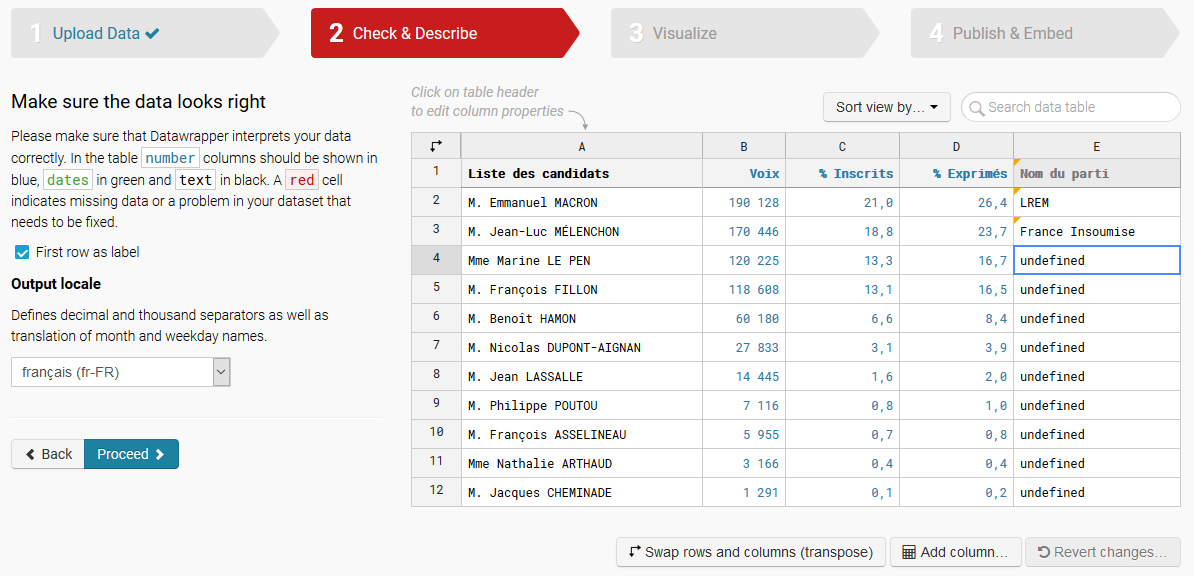 1 Upload Data
2 Check & Describe
3 Visualize
4 Publish & Embed
Make sure the data looks right
Please make sure that Datawrapper interprets your data
correctly. In the table number columns should be shown in
blue, dates in green and text in black. A red cell
indicates missing data or a problem in your dataset that
needs to be fixed.
First row as label
Output locale
Defines decimal and thousand separators as well as
translation of month and weekday names.
français (fr-FR)
Back Proceed
Click on table header
to edit column properties
Sort view by...
Search data table
A B C D E
1 Liste des candidats Voix % Inscrits % Exprimés Nom du parti
2 M. Emmanuel MACRON 190 128 21,0 26,4 LREM
3 M. Jean-Luc MÉLENCHON 170 446 18,8 23,7 France Insoumise
4 Mme Marine LE PEN 120 225 13,3 16,7 undefined
5 M. François FILLON 118 608 13,1 16,5 undefined
6 M. Benoît HAMON 60 180 6,6 8,4 undefined
7 M. Nicolas DUPONT-AIGNAN 27 833 3,1 3,9 undefined
8 M. Jean LASSALLE 14 445 1,6 2,0 undefined
9 M. Philippe POUTOU 7 116 0,8 1,0 undefined
10 M. François ASSELINEAU 5 955 0,7 0,8 undefined
11 Mme Nathalie ARTHAUD 3 166 0,4 0,4 undefined
12 M. Jacques CHEMINADE 1 291 0,1 0,2 undefined
Swap rows and columns (transpose) Add column... Revert changes...